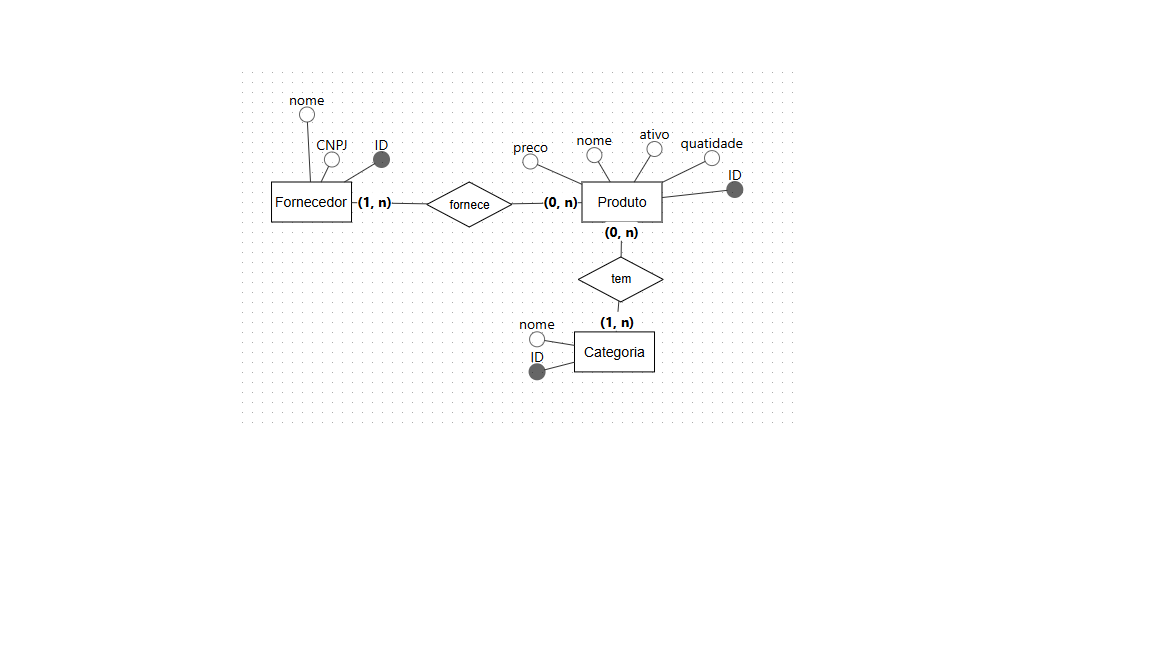 nome
CNPJ
ID
Fornecedor
(1, n)
fornece
(0, n)
preco
nome
ativo
quatidade
ID
Produto
(0, n)
tem
(1, n)
nome
ID
Categoria